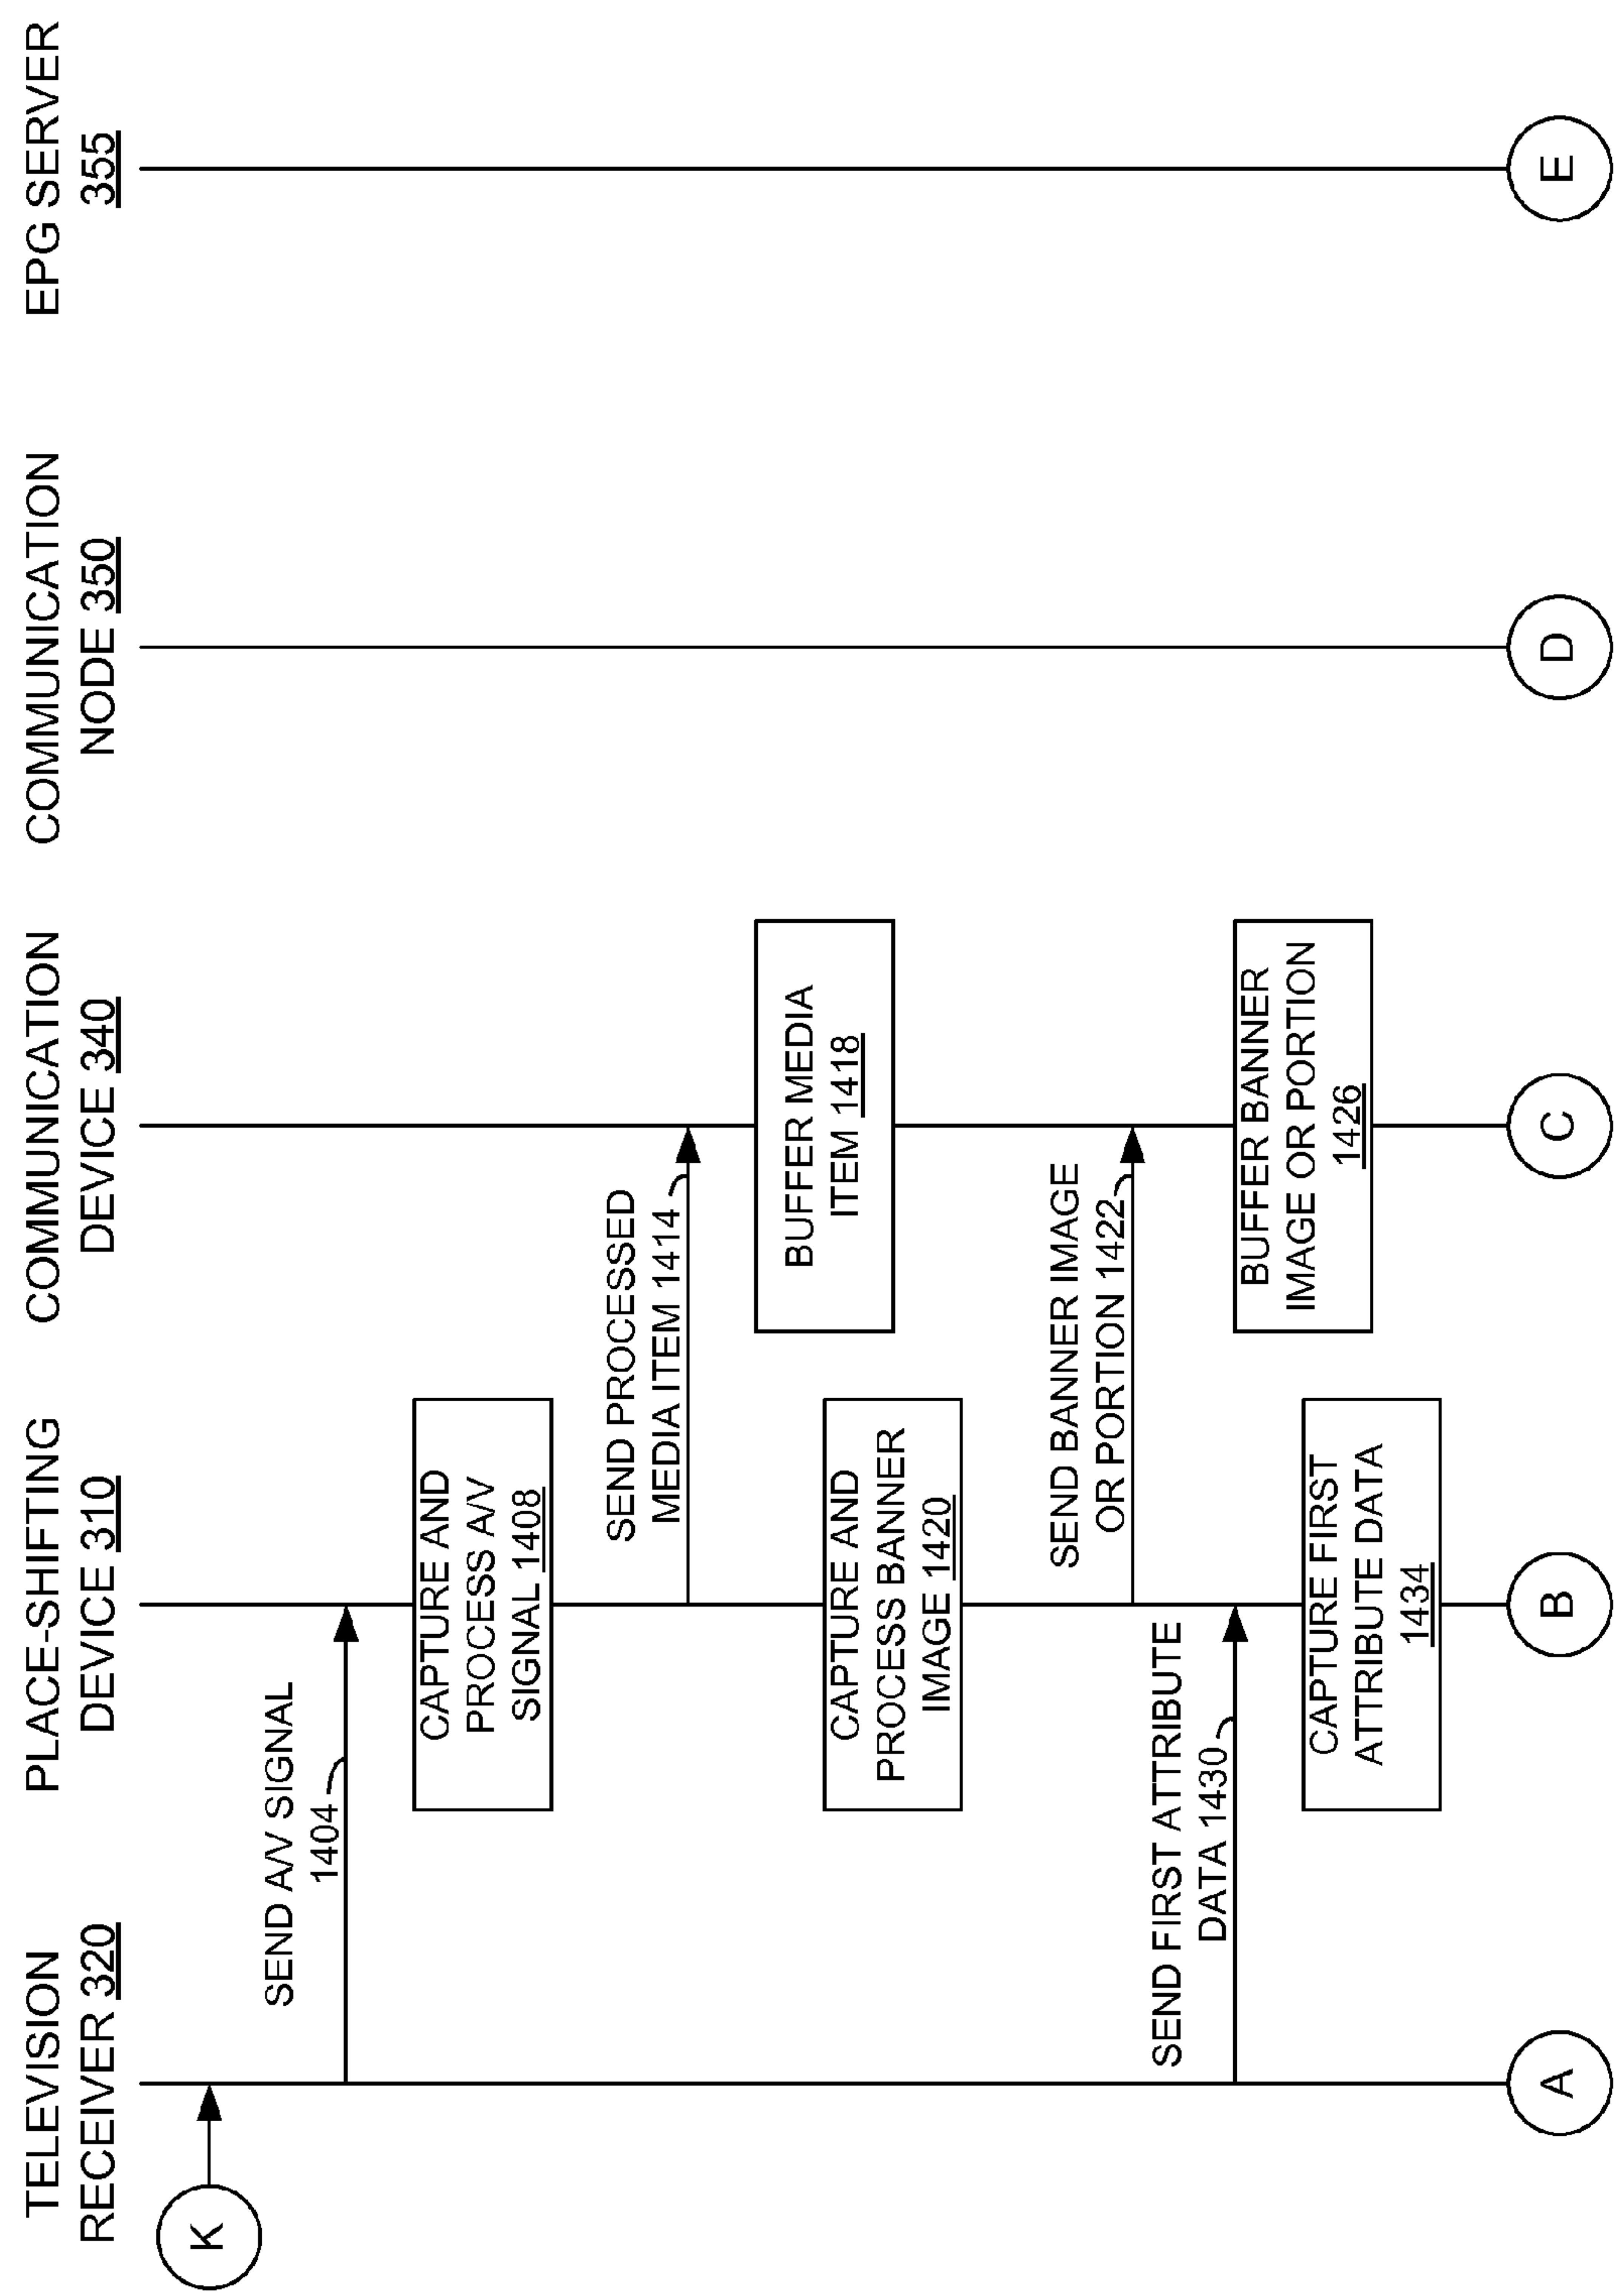 TELEVISION
RECEIVER 320
PLACE-SHIFTING
DEVICE 310
COMMUNICATION
DEVICE 340
COMMUNICATION
NODE 350
EPG SERVER
355
K
SEND A/V SIGNAL
1404
CAPTURE AND
PROCESS A/V
SIGNAL 1408
SEND PROCESSED
MEDIA ITEM 1414
BUFFER MEDIA
ITEM 1418
CAPTURE AND
PROCESS BANNER
IMAGE 1420
SEND BANNER IMAGE
OR PORTION 1422
SEND FIRST ATTRIBUTE
DATA 1430
BUFFER BANNER
IMAGE OR PORTION
1426
CAPTURE FIRST
ATTRIBUTE DATA
1434
A
B
C
D
E